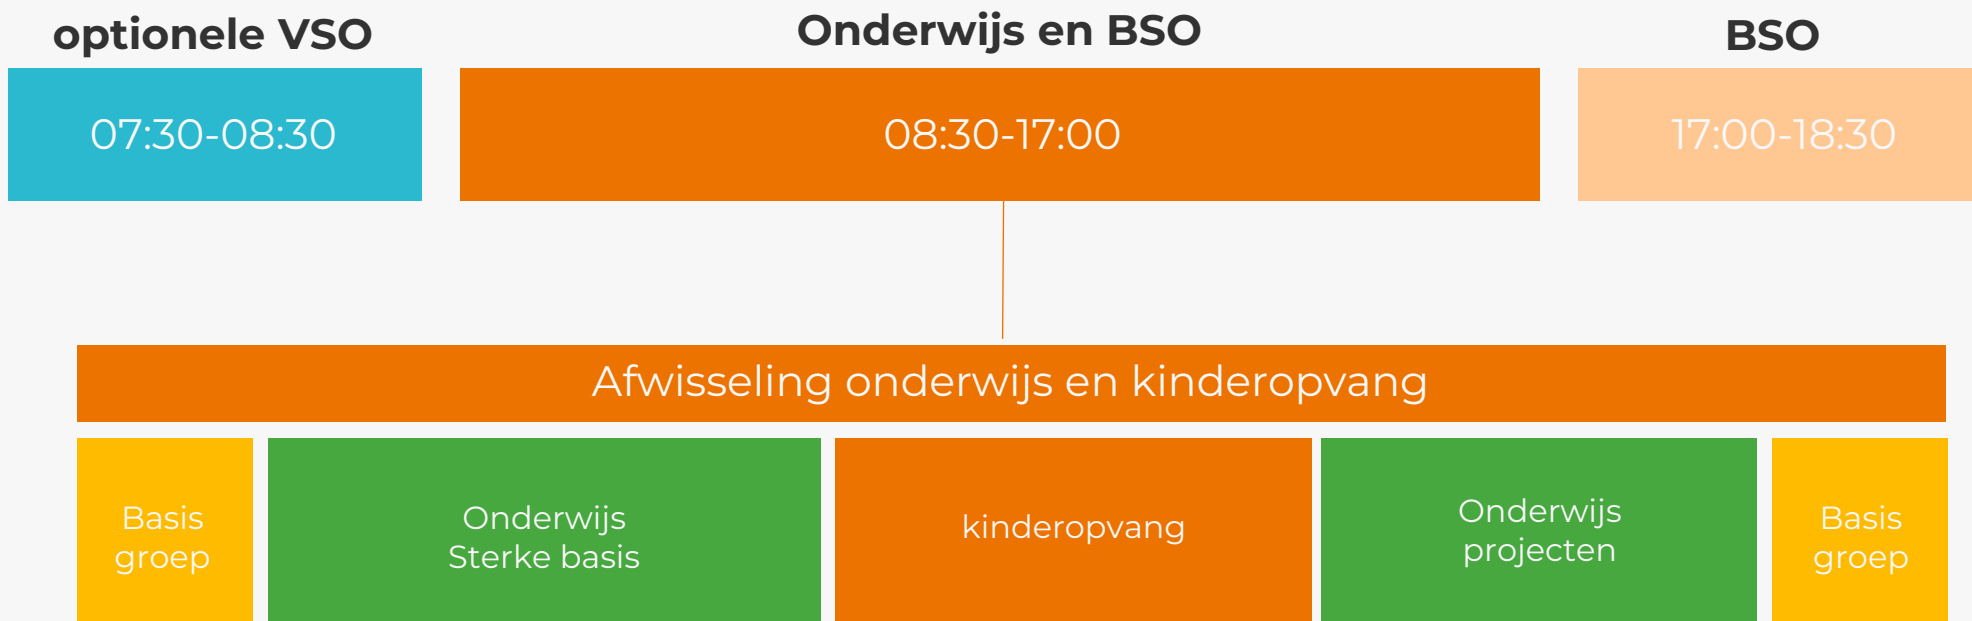 optionele VSO
Onderwijs en BSO
BSO
07:30-08:30
08:30-17:00
17:00-18:30
Afwisseling onderwijs en kinderopvang
Basis
groep
Onderwijs
Sterke basis
kinderopvang
Onderwijs
projecten
Basis
groep